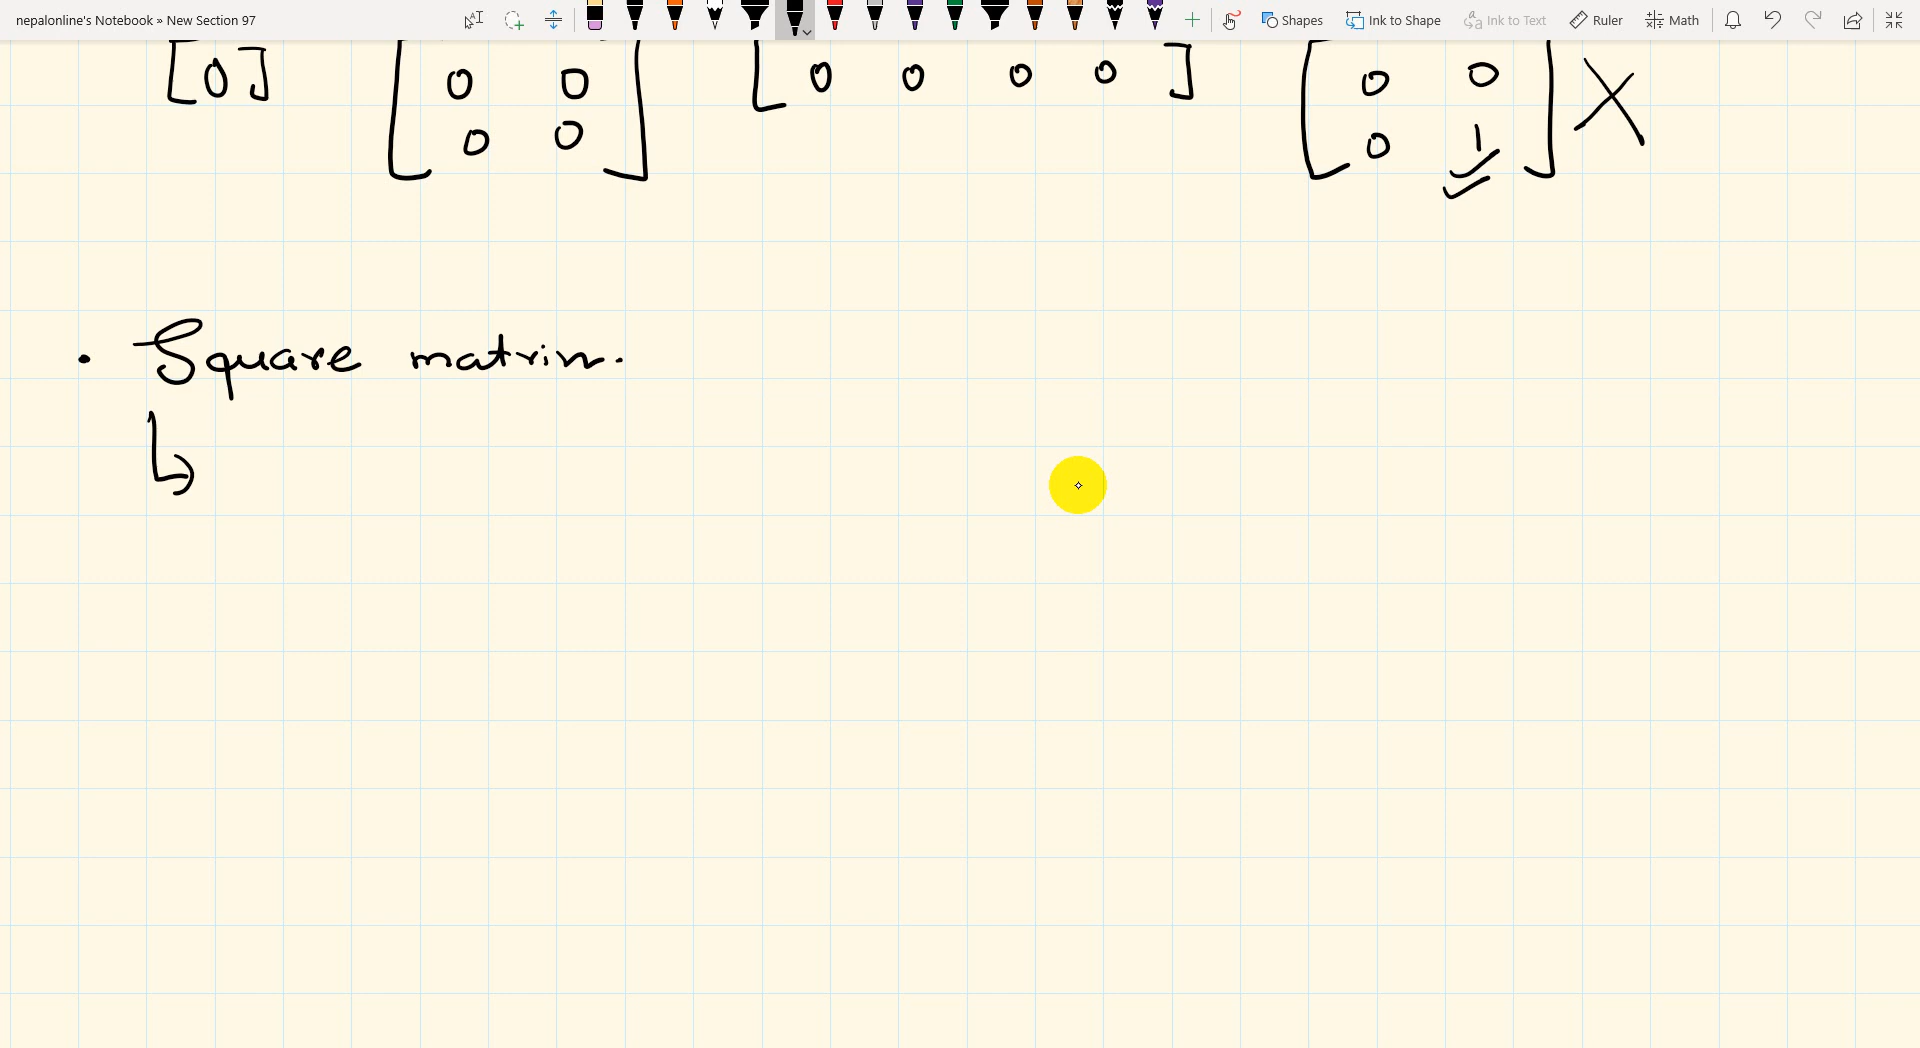 nepalonline's Notebook » New Section 97
Shapes Ink to Shape Ink to Text Ruler Math
[0] [0 0 [0 0 0 0] [0 0
0 0] 0 1] X
• Square matrix.
↳